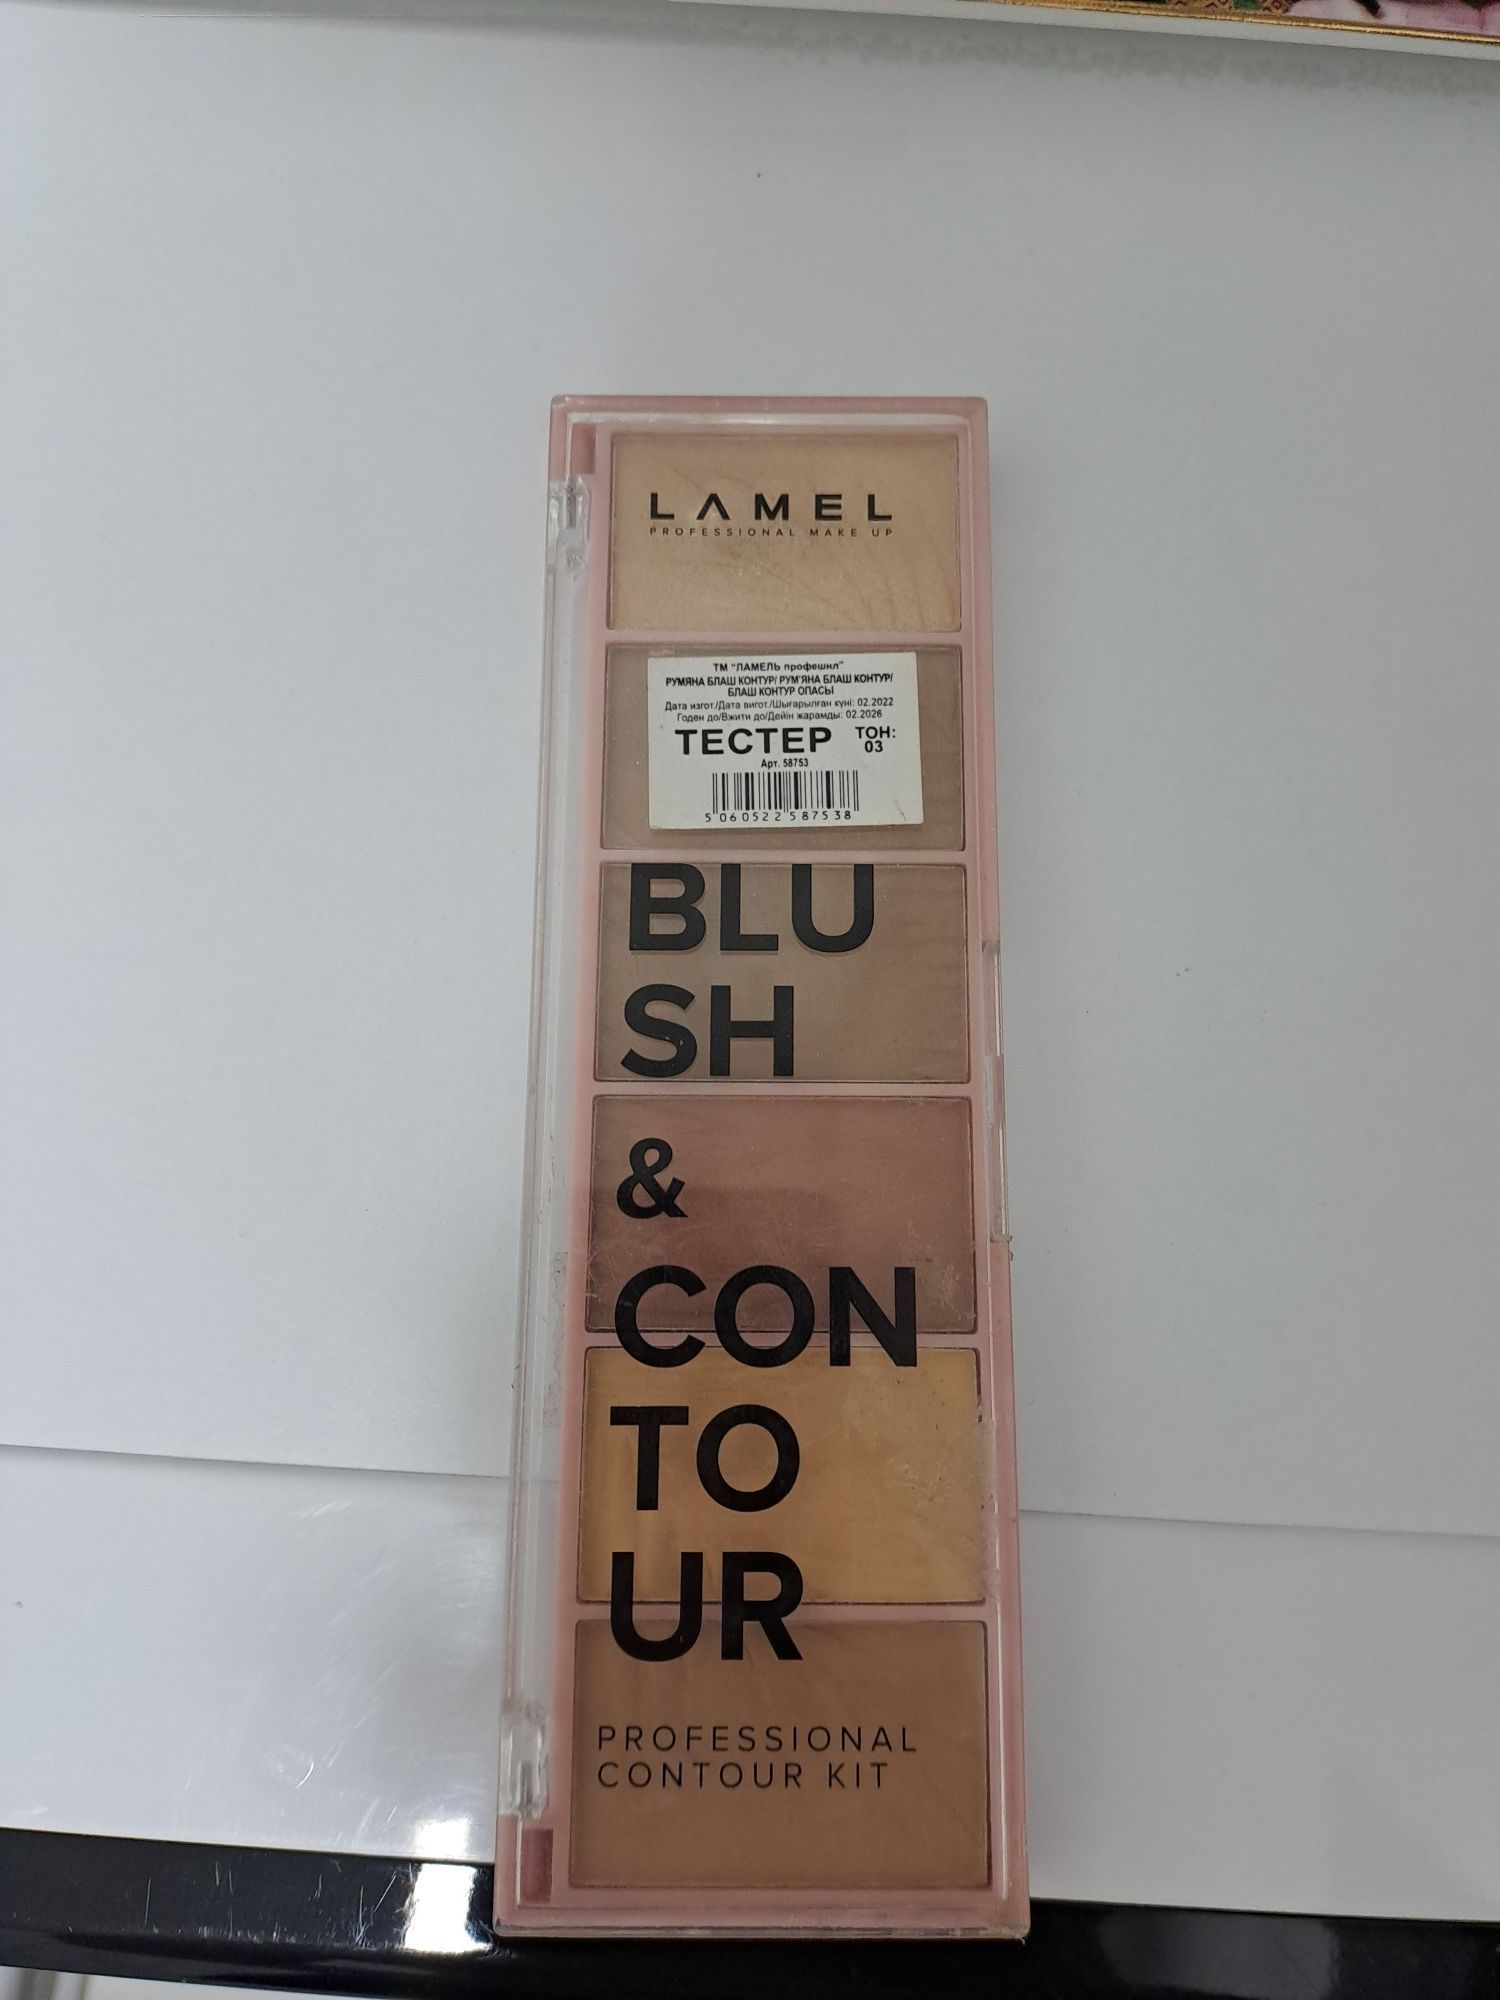 LAMEL
PROFESSIONAL MAKE UP
ТМ "ЛАМЕЛЬ профешнл"
РУМЯНА БЛАШ КОНТУР/ РУМ'ЯНА БЛАШ КОНТУР/
БЛАШ КОНТУР ОПАСЫ
Дата изгот./Дата вигот./Шығарылған күні: 02.2022
Годен до/Вжити до/Дейін жарамды: 02.2026
ТЕСТЕР ТОН:
03
Арт. 58753
5 060522 587538
BLU
SH
&
CON
TO
UR
PROFESSIONAL
CONTOUR KIT